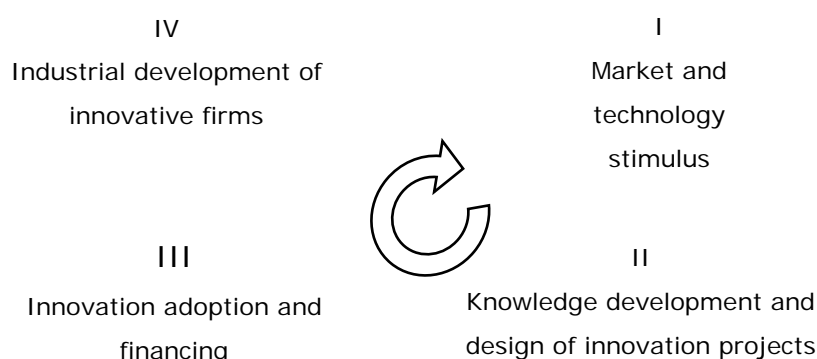 IV
Industrial development of
innovative firms
I
Market and
technology
stimulus
III
Innovation adoption and
financing
II
Knowledge development and
design of innovation projects